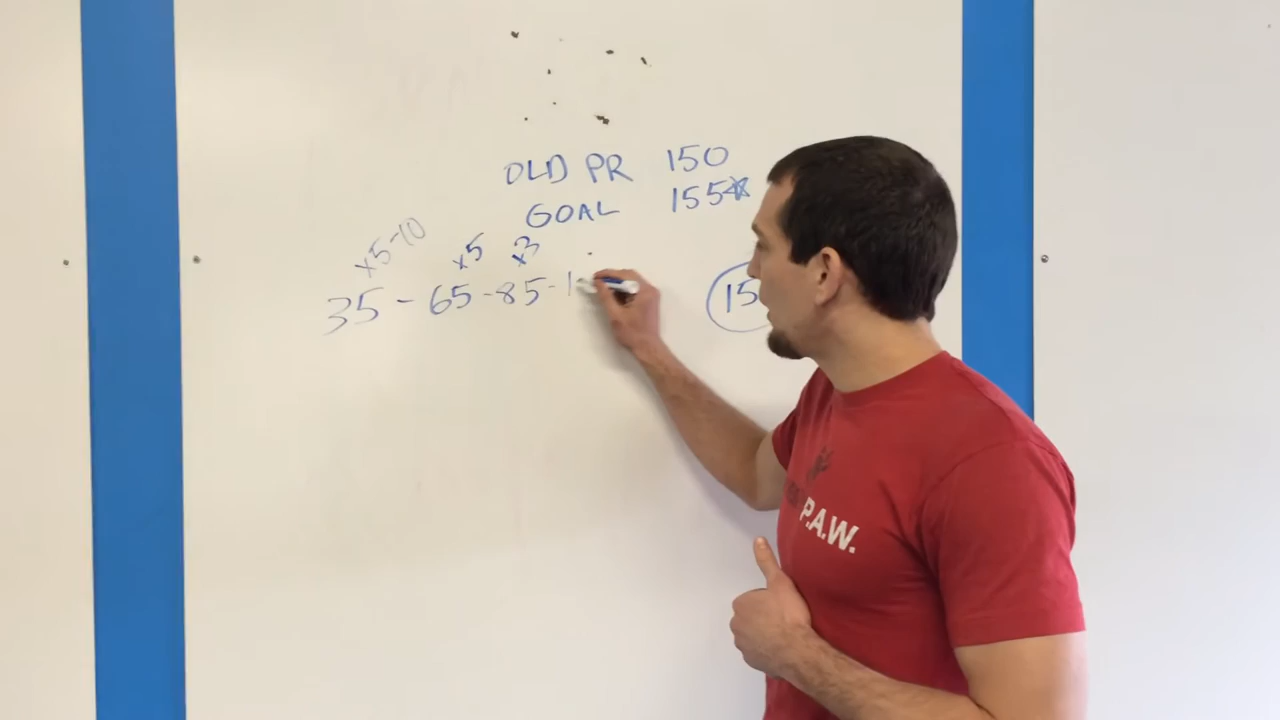 OLD PR 150
GOAL 155
x5-10 x5 x3
35 - 65 - 85 - 1
15
P.A.W.